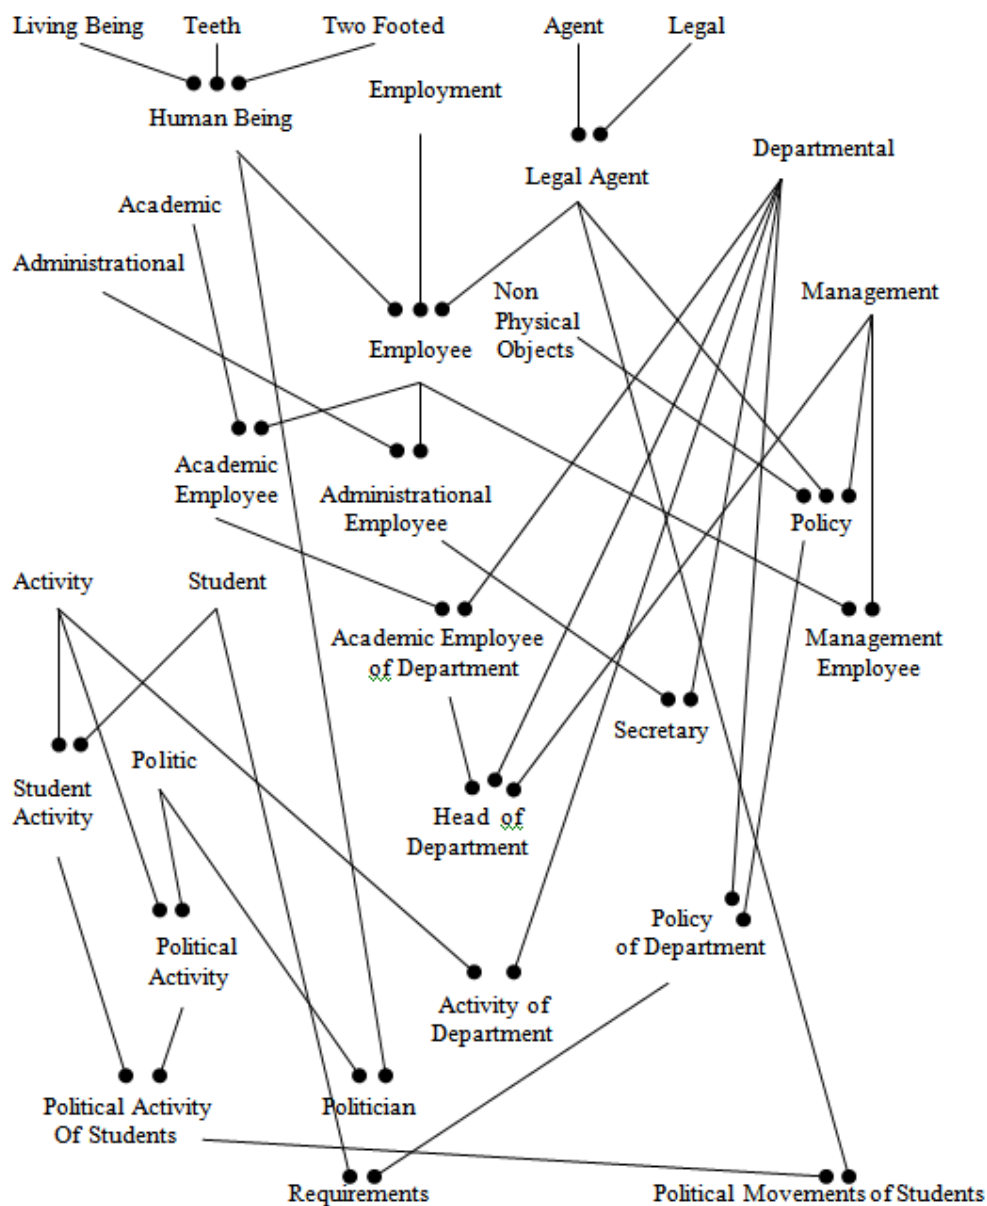 Living Being
Teeth
Two Footed
Agent
Legal
Employment
Human Being
Departmental
Legal Agent
Academic
Administrational
Non
Physical
Objects
Management
Employee
Academic
Employee
Administrational
Employee
Policy
Activity
Student
Academic Employee
of Department
Management
Employee
Secretary
Politic
Student
Activity
Head of
Department
Policy
of Department
Political
Activity
Activity of
Department
Political Activity
Of Students
Politician
Requirements
Political Movements of Students